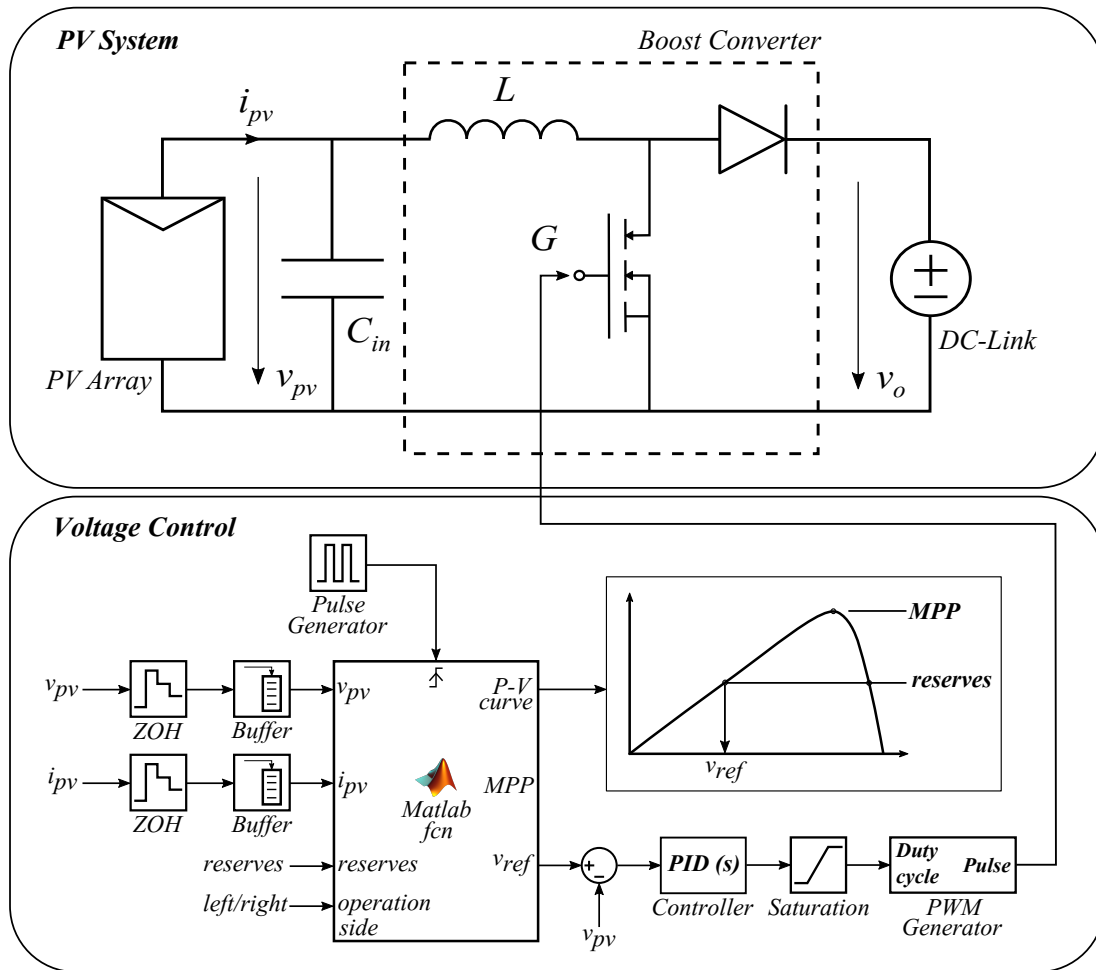 PV System
Boost Converter
L
i_pv
G
C_in
PV Array
v_pv
v_o
DC-Link
Voltage Control
Pulse
Generator
MPP
reserves
v_ref
v_pv
ZOH
Buffer
v_pv
P-V
curve
i_pv
ZOH
Buffer
i_pv
MPP
Matlab
fcn
reserves
reserves
v_ref
left/right
operation
side
v_pv
PID (s)
Controller
Saturation
Duty
cycle
Pulse
PWM
Generator